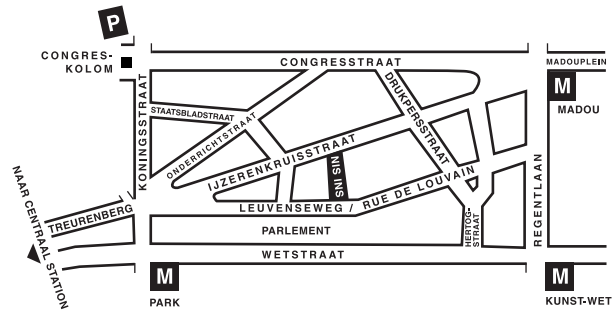 P
CONGRES-
KOLOM
CONGRESSTRAAT
MADOUPLEIN
M
MADOU
KONINGSSTRAAT
STAATSBLADSTRAAT
ONDERRICHTSTRAAT
DRUKPERSSTRAAT
IJZERENKRUISSTRAAT
NIS INS
LEUVENSEWEG / RUE DE LOUVAIN
REGENTLAAN
NAAR CENTRAAL STATION
TREURENBERG
PARLEMENT
HERTOG-
STRAAT
WETSTRAAT
M
PARK
M
KUNST-WET